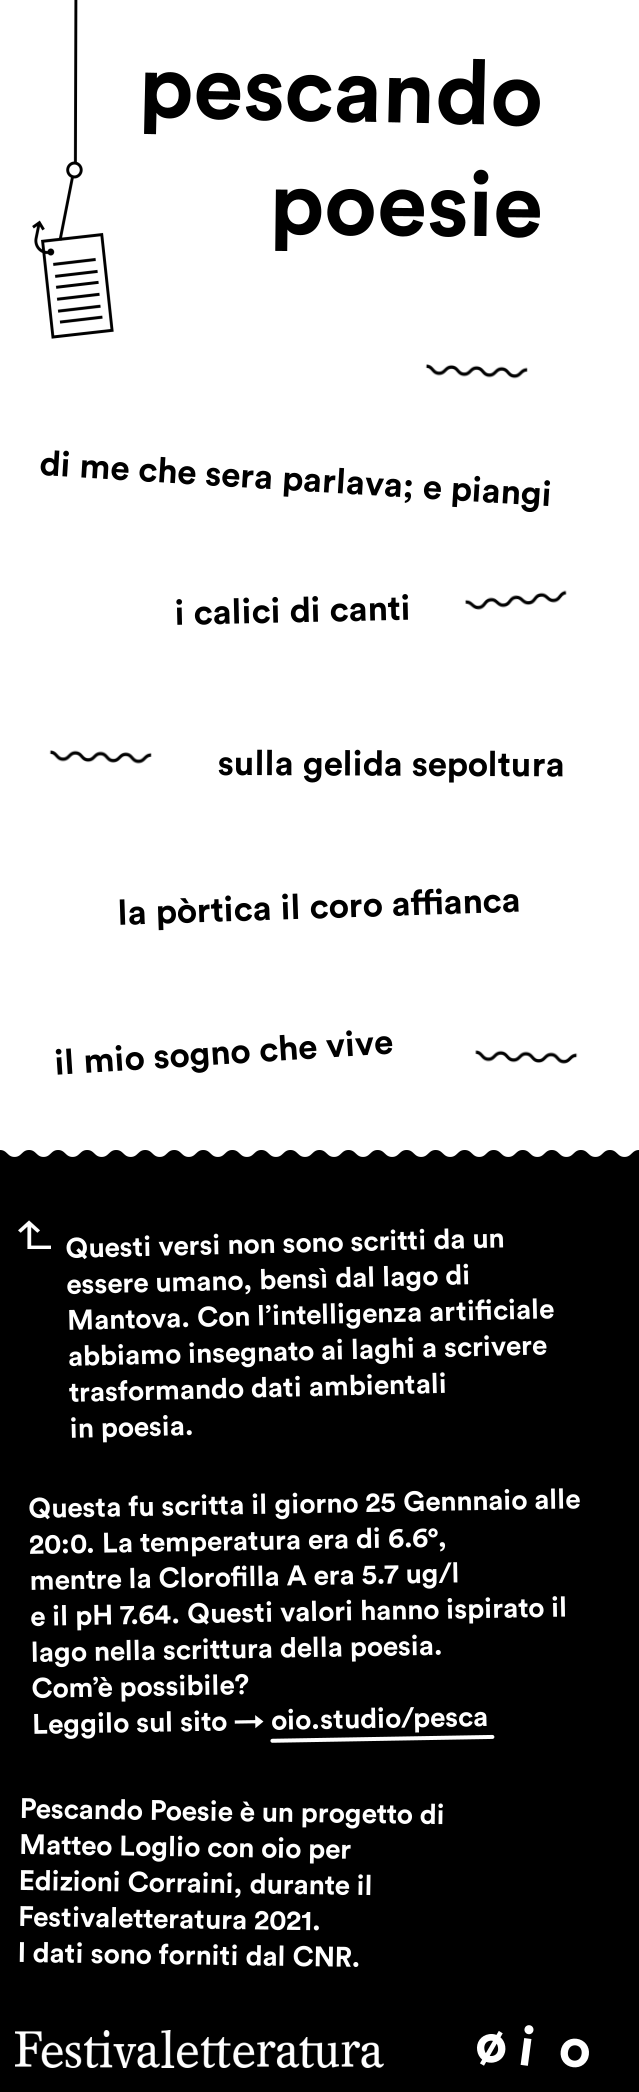 pescando
poesie
di me che sera parlava; e piangi
i calici di canti
sulla gelida sepoltura
la pòrtica il coro affianca
il mio sogno che vive
Questi versi non sono scritti da un
essere umano, bensì dal lago di
Mantova. Con l’intelligenza artificiale
abbiamo insegnato ai laghi a scrivere
trasformando dati ambientali
in poesia.
Questa fu scritta il giorno 25 Gennnaio alle
20:0. La temperatura era di 6.6°,
mentre la Clorofilla A era 5.7 ug/l
e il pH 7.64. Questi valori hanno ispirato il
lago nella scrittura della poesia.
Com’è possibile?
Leggilo sul sito → oio.studio/pesca
Pescando Poesie è un progetto di
Matteo Loglio con oio per
Edizioni Corraini, durante il
Festivaletteratura 2021.
I dati sono forniti dal CNR.
Festivaletteratura øio